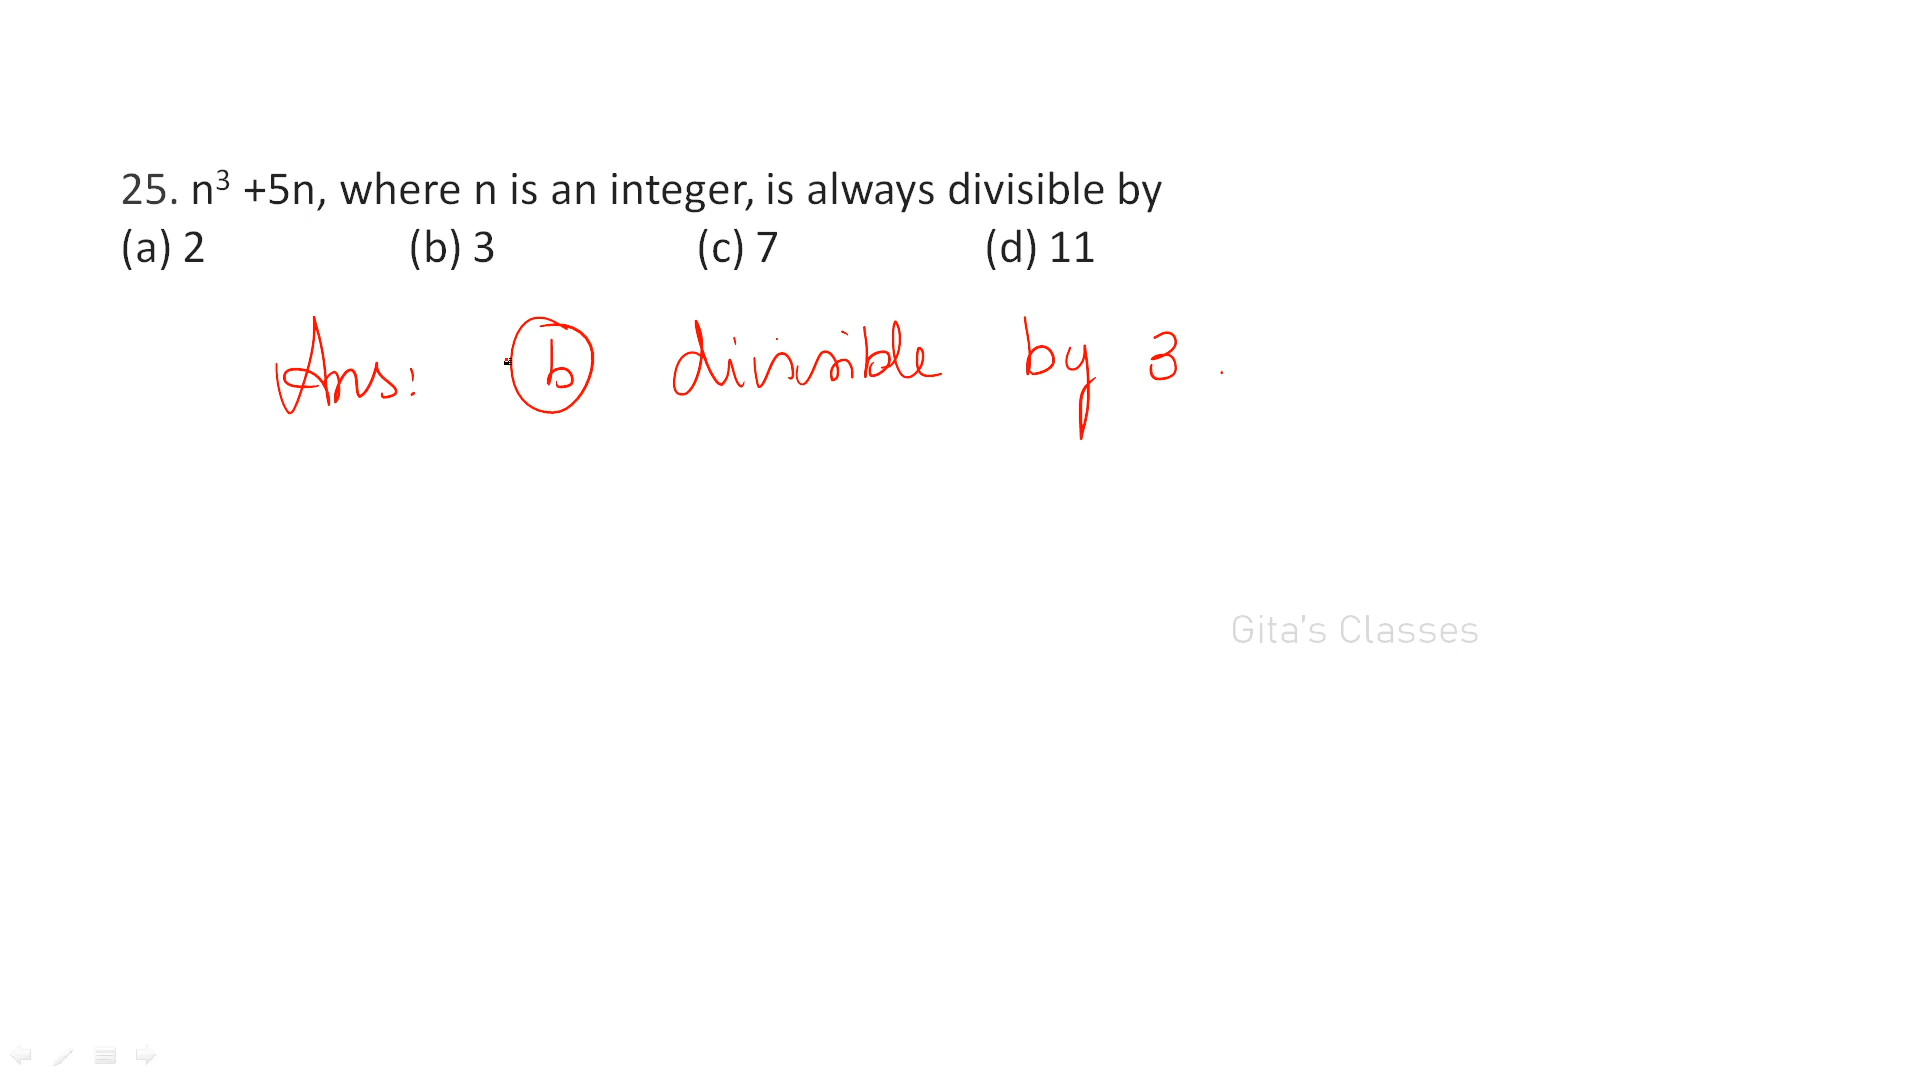 25. n³ +5n, where n is an integer, is always divisible by
(a) 2 (b) 3 (c) 7 (d) 11
Ans: b divisible by 3 .
Gita's Classes